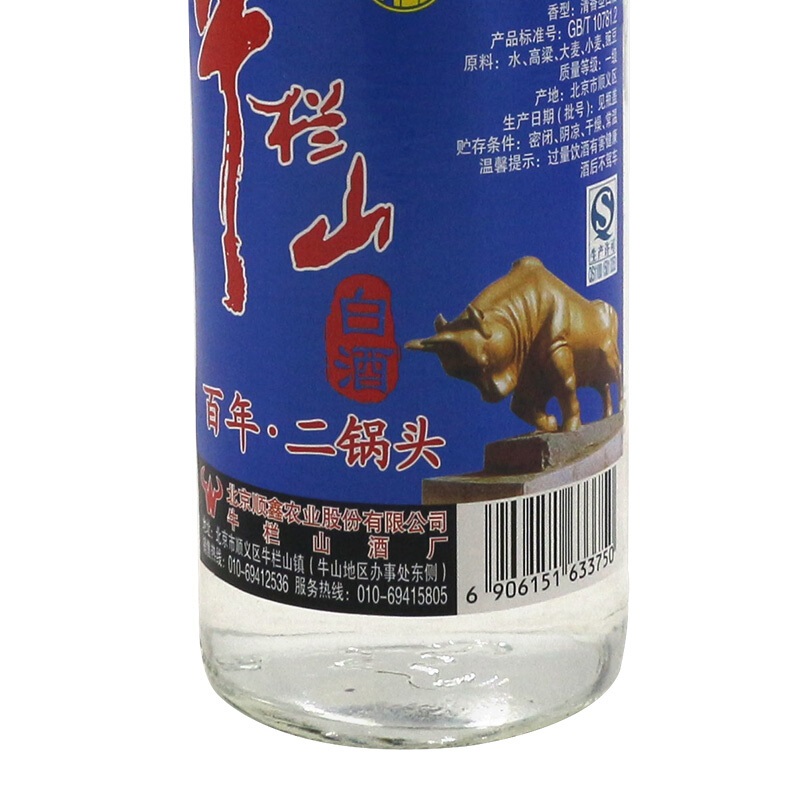 牛栏山
白酒
百年·二锅头
香型：清香型
产品标准号：GB/T 10781.2
原料：水、高粱、大麦、小麦、豌豆
质量等级：一级
产地：北京市顺义区
生产日期（批号）：见瓶盖
贮存条件：密闭、阴凉、干燥、常温
温馨提示：过量饮酒有害健康
酒后不驾车
生产许可
北京顺鑫农业股份有限公司
牛栏山酒厂
北京市顺义区牛栏山镇（牛山地区办事处东侧）
010-69412536 服务热线：010-69415805
6 906151 633750